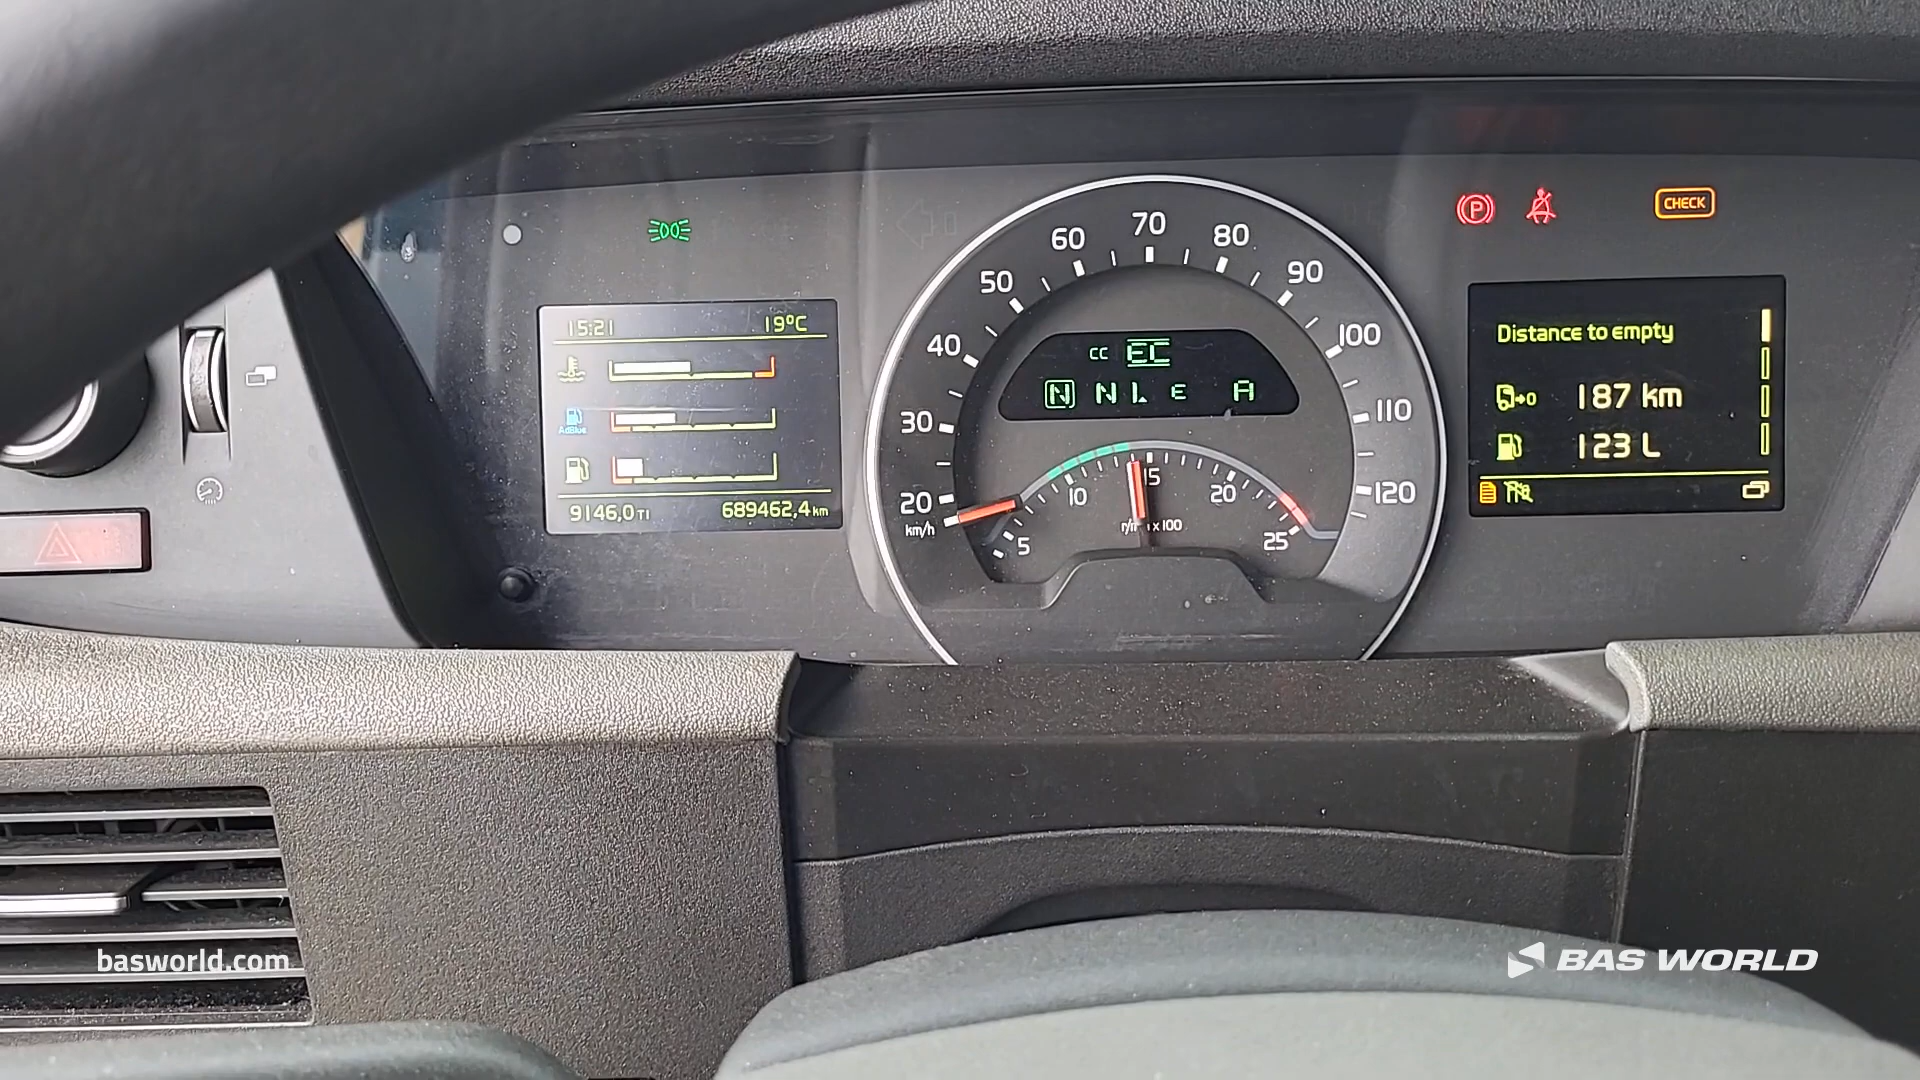 15:21 19°C
AdBlue
9146,0 TI 689462,4 km
20 30 40 50 60 70 80 90 100 110 120
km/h
CC EC
N N L E A
5 10 15 20 25
x100
P
CHECK
Distance to empty
187 km
123 L
basworld.com
BAS WORLD